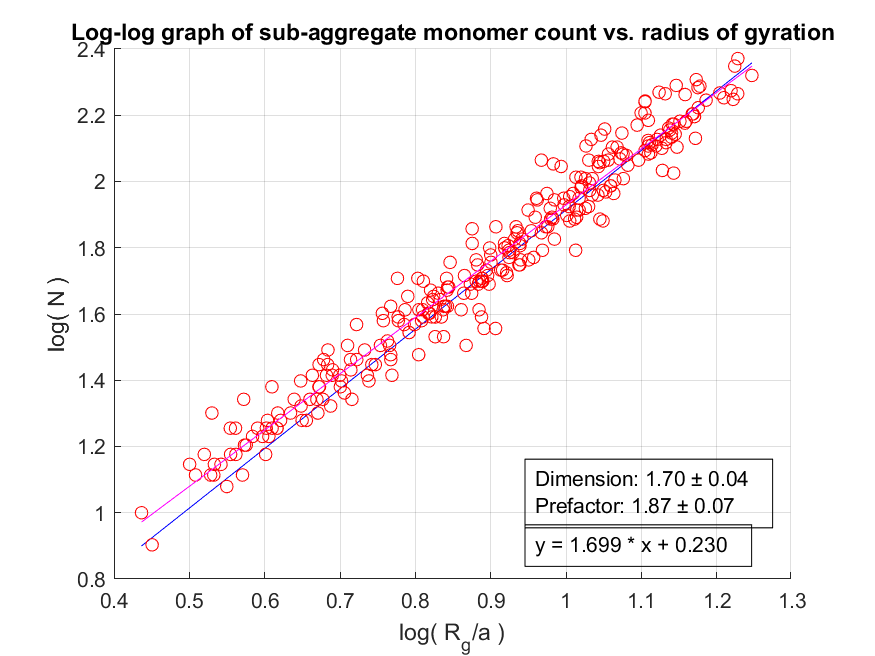 Log-log graph of sub-aggregate monomer count vs. radius of gyration
2.4
2.2
2
1.8
1.6
1.4
1.2
1
0.8
log( N )
Dimension: 1.70 ± 0.04
Prefactor: 1.87 ± 0.07
y = 1.699 * x + 0.230
0.4 0.5 0.6 0.7 0.8 0.9 1 1.1 1.2 1.3
log( R_g/a )